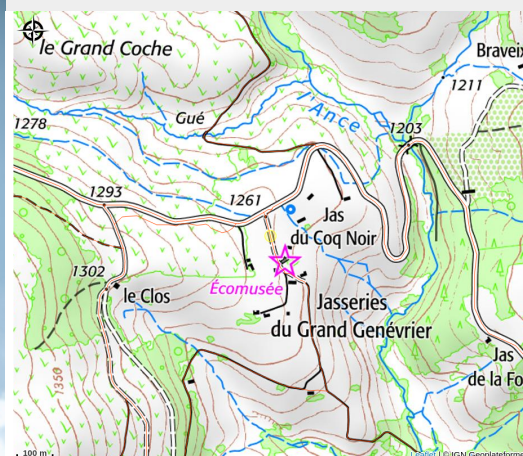 le Grand Coche
Braveix
1211
Gué
l'Ance
1278
1203
1293
1261
Jas
du Coq Noir
1302
Écomusée
le Clos
Jasseries
du Grand Genévrier
Jas
de la Fo
1350
100 m
Leaflet | © IGN Geoplateforme